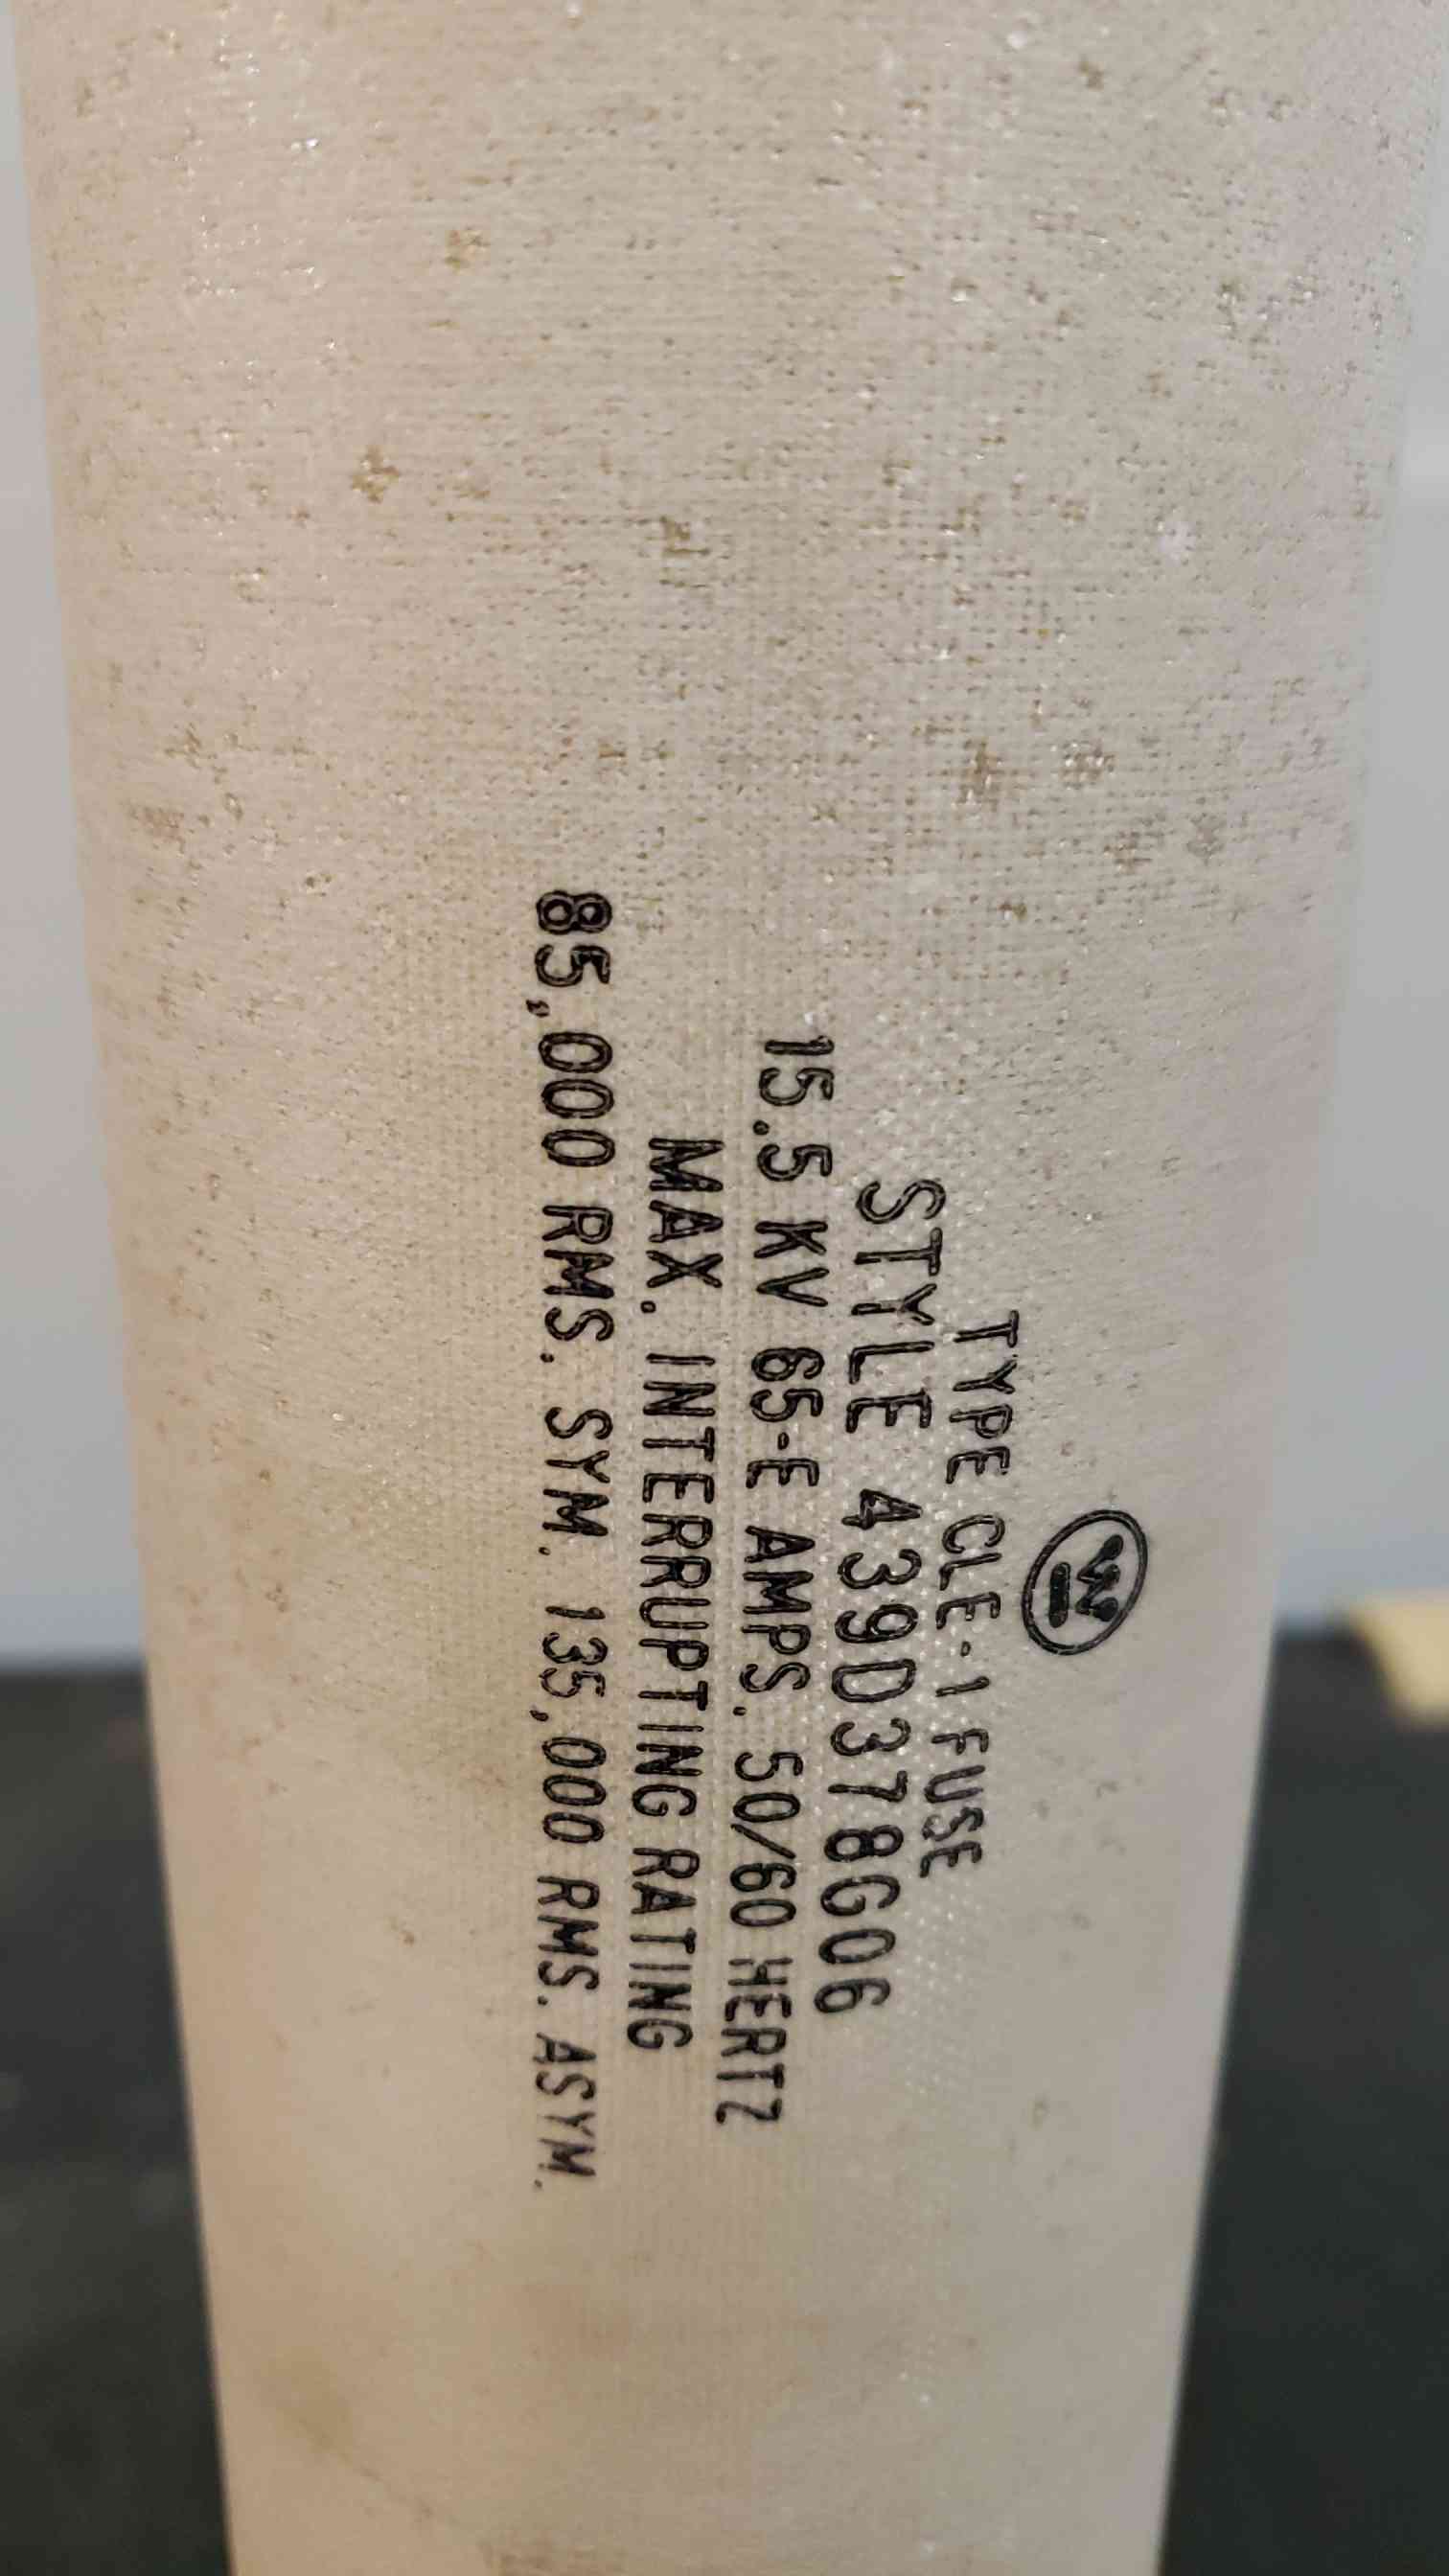 W
TYPE CLE-1 FUSE
STYLE 439D378G06
15.5 KV 65-E AMPS. 50/60 HERTZ
MAX. INTERRUPTING RATING
85,000 RMS. SYM. 135,000 RMS. ASYM.